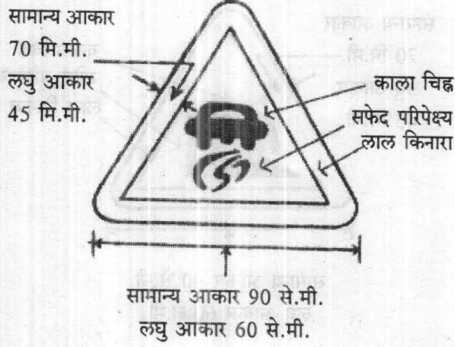 सामान्य आकार
70 मि.मी.
लघु आकार
45 मि.मी.
काला चिह्न
सफेद परिपेक्ष्य
लाल किनारा
सामान्य आकार 90 से.मी.
लघु आकार 60 से.मी.